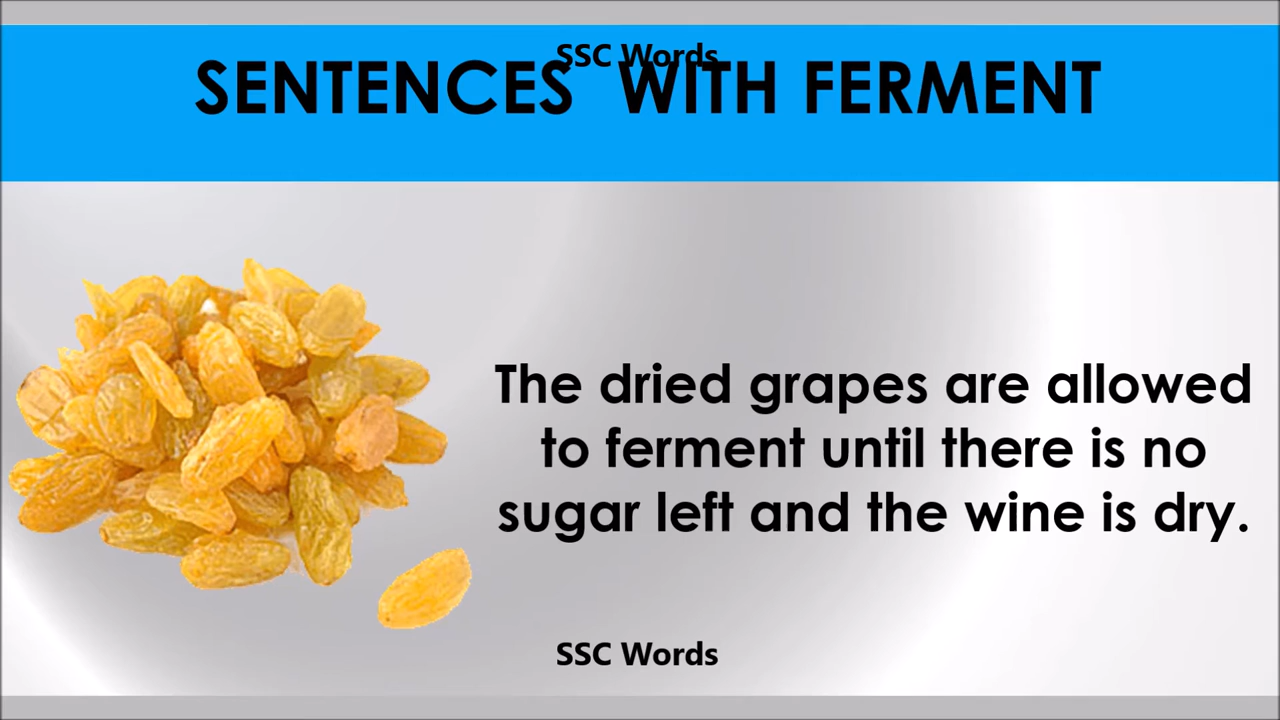 SSC Words
SENTENCES WITH FERMENT
The dried grapes are allowed
to ferment until there is no
sugar left and the wine is dry.
SSC Words